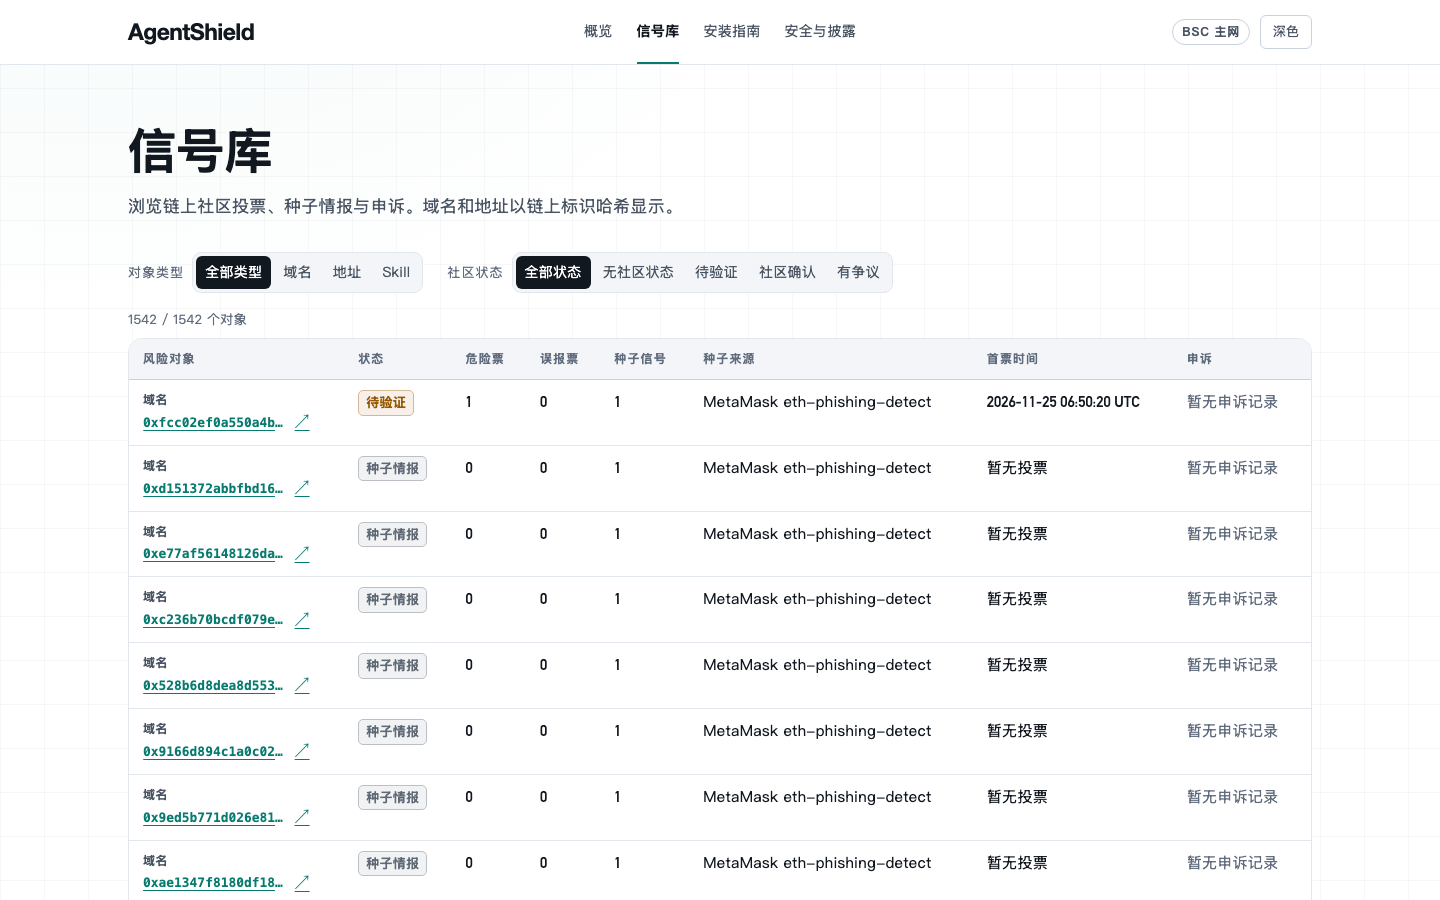 AgentShield
概览 信号库 安装指南 安全与披露
BSC 主网 深色
信号库
浏览链上社区投票、种子情报与申诉。域名和地址以链上标识哈希显示。
对象类型 全部类型 域名 地址 Skill 社区状态 全部状态 无社区状态 待验证 社区确认 有争议
1542 / 1542 个对象
风险对象 状态 危险票 误报票 种子信号 种子来源 首票时间 申诉
域名
0xfcc02ef0a550a4b… ↗ 待验证 1 0 1 MetaMask eth-phishing-detect 2026-11-25 06:50:20 UTC 暂无申诉记录
域名
0xd151372abbfbd16… ↗ 种子情报 0 0 1 MetaMask eth-phishing-detect 暂无投票 暂无申诉记录
域名
0xe77af56148126da… ↗ 种子情报 0 0 1 MetaMask eth-phishing-detect 暂无投票 暂无申诉记录
域名
0xc236b70bcdf079e… ↗ 种子情报 0 0 1 MetaMask eth-phishing-detect 暂无投票 暂无申诉记录
域名
0x528b6d8dea8d553… ↗ 种子情报 0 0 1 MetaMask eth-phishing-detect 暂无投票 暂无申诉记录
域名
0x9166d894c1a0c02… ↗ 种子情报 0 0 1 MetaMask eth-phishing-detect 暂无投票 暂无申诉记录
域名
0x9ed5b771d026e81… ↗ 种子情报 0 0 1 MetaMask eth-phishing-detect 暂无投票 暂无申诉记录
域名
0xae1347f8180df18… ↗ 种子情报 0 0 1 MetaMask eth-phishing-detect 暂无投票 暂无申诉记录